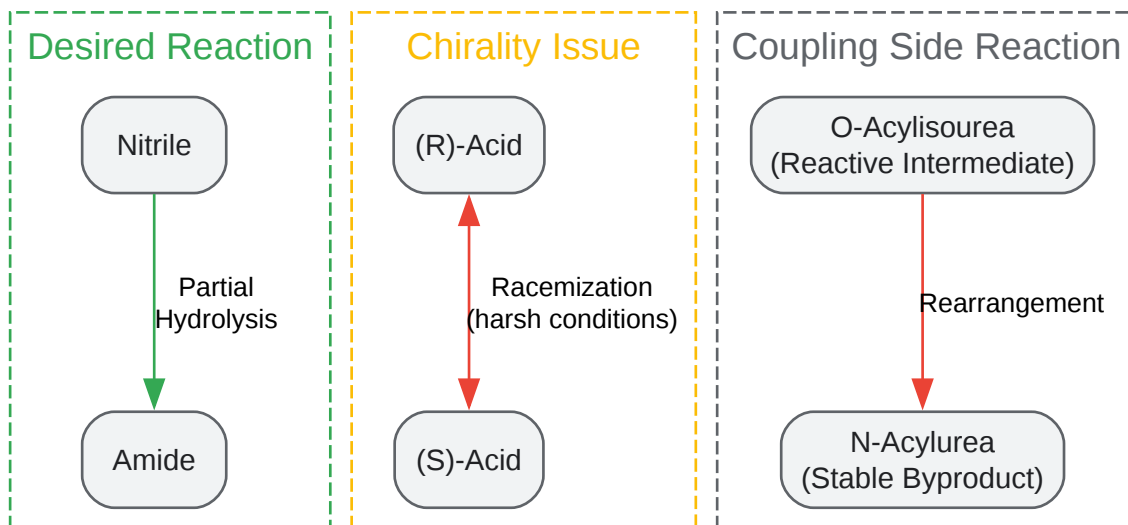 Desired Reaction
Nitrile
Partial
Hydrolysis
Amide
Chirality Issue
(R)-Acid
Racemization
(harsh conditions)
(S)-Acid
Coupling Side Reaction
O-Acylisourea
(Reactive Intermediate)
Rearrangement
N-Acylurea
(Stable Byproduct)